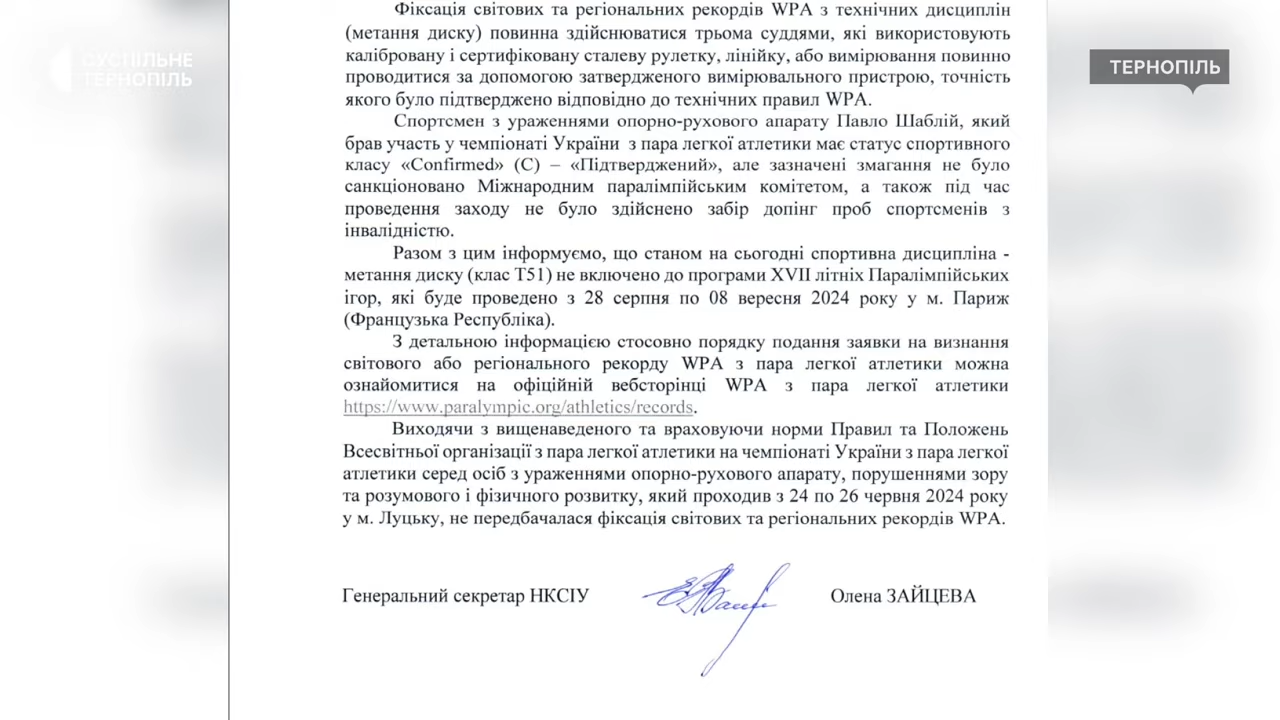 СУСПІЛЬНЕ
ТЕРНОПІЛЬ
ТЕРНОПІЛЬ
Фіксація світових та регіональних рекордів WPA з технічних дисциплін
(метання диску) повинна здійснюватися трьома суддями, які використовують
калібровану і сертифіковану сталеву рулетку, лінійку, або вимірювання повинно
проводитися за допомогою затвердженого вимірювального пристрою, точність
якого було підтверджено відповідно до технічних правил WPA.
Спортсмен з ураженнями опорно-рухового апарату Павло Шаблій, який
брав участь у чемпіонаті України з пара легкої атлетики має статус спортивного
класу «Confirmed» (C) – «Підтверджений», але зазначені змагання не було
санкціоновано Міжнародним паралімпійським комітетом, а також під час
проведення заходу не було здійснено забір допінг проб спортсменів з
інвалідністю.
Разом з цим інформуємо, що станом на сьогодні спортивна дисципліна -
метання диску (клас Т51) не включено до програми XVII літніх Паралімпійських
ігор, які буде проведено з 28 серпня по 08 вересня 2024 року у м. Париж
(Французька Республіка).
З детальною інформацією стосовно порядку подання заявки на визнання
світового або регіонального рекорду WPA з пара легкої атлетики можна
ознайомитися на офіційній вебсторінці WPA з пара легкої атлетики
https://www.paralympic.org/athletics/records.
Виходячи з вищенаведеного та враховуючи норми Правил та Положень
Всесвітньої організації з пара легкої атлетики на чемпіонаті України з пара легкої
атлетики серед осіб з ураженнями опорно-рухового апарату, порушеннями зору
та розумового і фізичного розвитку, який проходив з 24 по 26 червня 2024 року
у м. Луцьку, не передбачалася фіксація світових та регіональних рекордів WPA.
Генеральний секретар НКСІУ
Олена ЗАЙЦЕВА